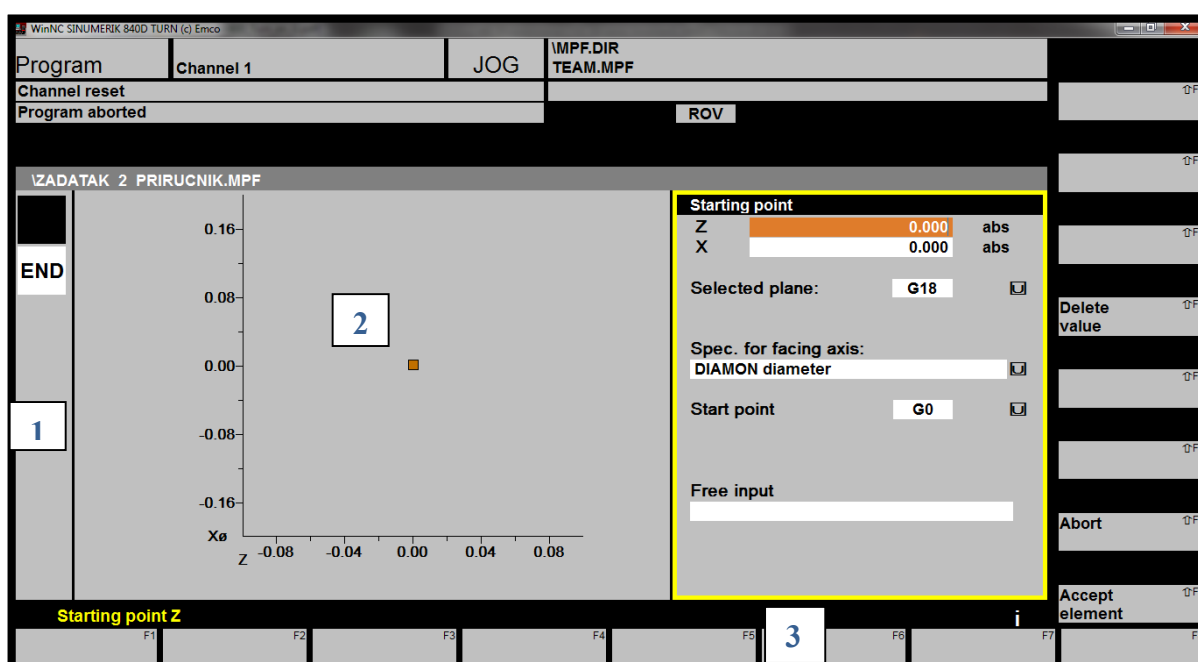 WinNC SINUMERIK 840D TURN (c) Emco
Program
Channel 1
JOG
\MPF.DIR
TEAM.MPF
Channel reset
Program aborted
ROV
\ZADATAK 2 PRIRUCNIK.MPF
END
1
0.16
0.08
0.00
-0.08
-0.16
Xø
Z
-0.08
-0.04
0.00
0.04
0.08
2
Starting point
Z 0.000 abs
X 0.000 abs
Selected plane: G18
Spec. for facing axis:
DIAMON diameter
Start point G0
Free input
⇧F
⇧F
⇧F
Delete ⇧F
value
⇧F
⇧F
Abort ⇧F
Accept ⇧F
element
Starting point Z
i
F1 F2 F3 F4 F5 F6 F7 F
3